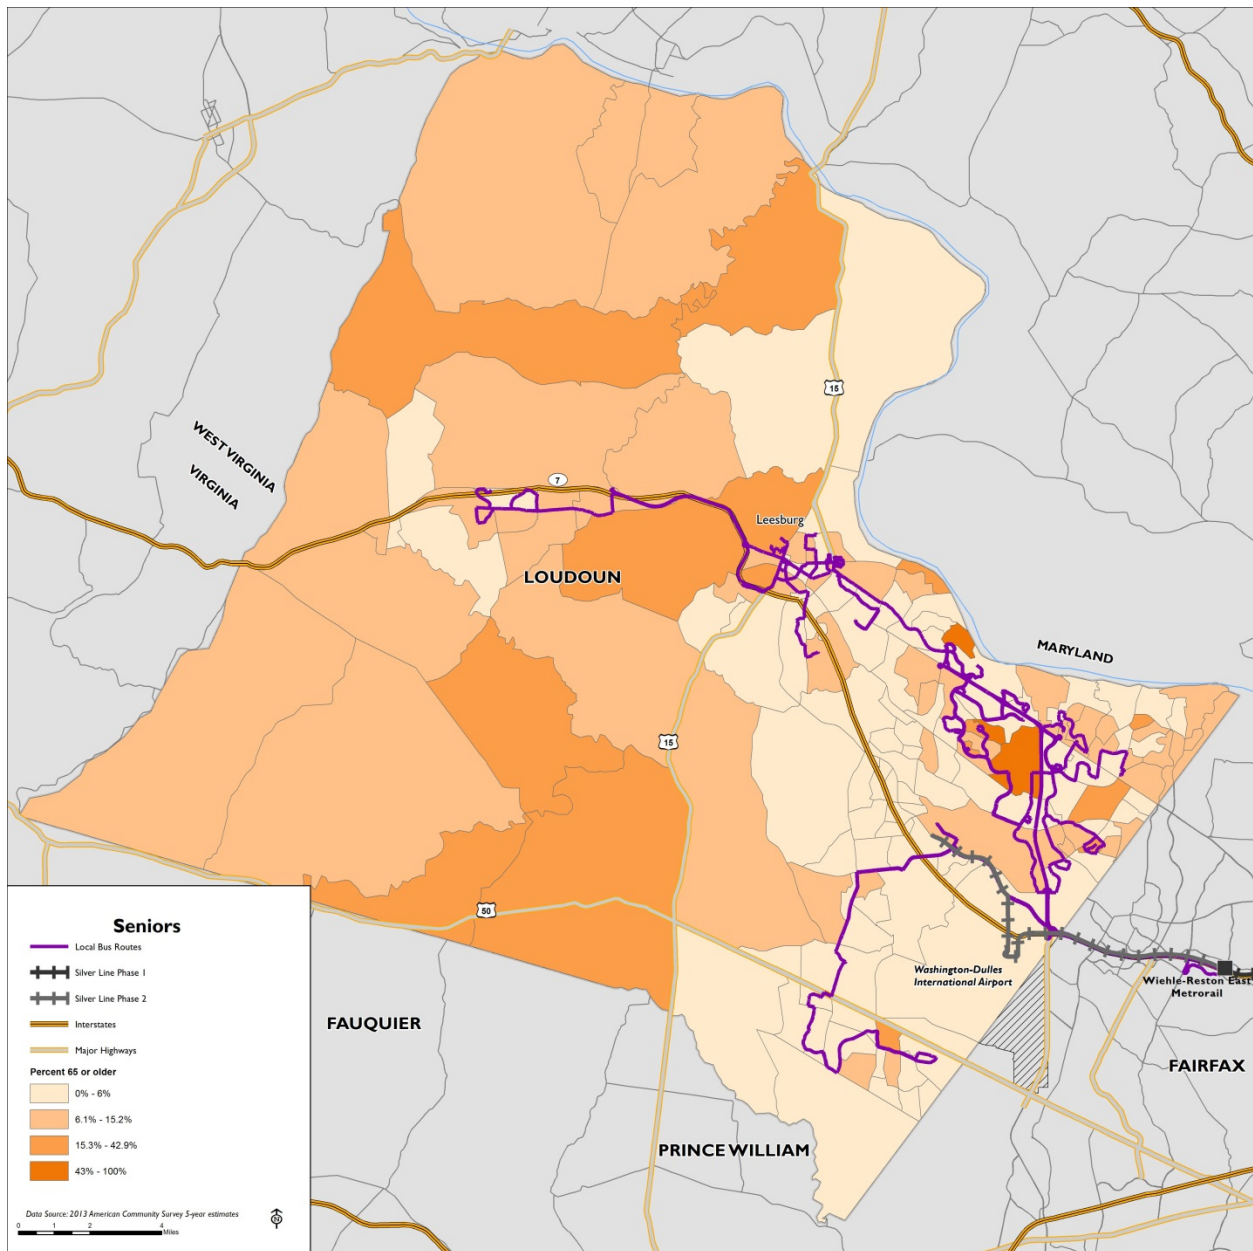 15
WEST VIRGINIA
VIRGINIA
7
Leesburg
LOUDOUN
MARYLAND
15
50
Washington-Dulles
International Airport
Wiehle-Reston East
Metrorail
FAUQUIER
FAIRFAX
PRINCE WILLIAM
Seniors
Local Bus Routes
Silver Line Phase 1
Silver Line Phase 2
Interstates
Major Highways
Percent 65 or older
0% - 6%
6.1% - 15.2%
15.3% - 42.9%
43% - 100%
Data Source: 2013 American Community Survey 5-year estimates
N
0 1 2 4
Miles